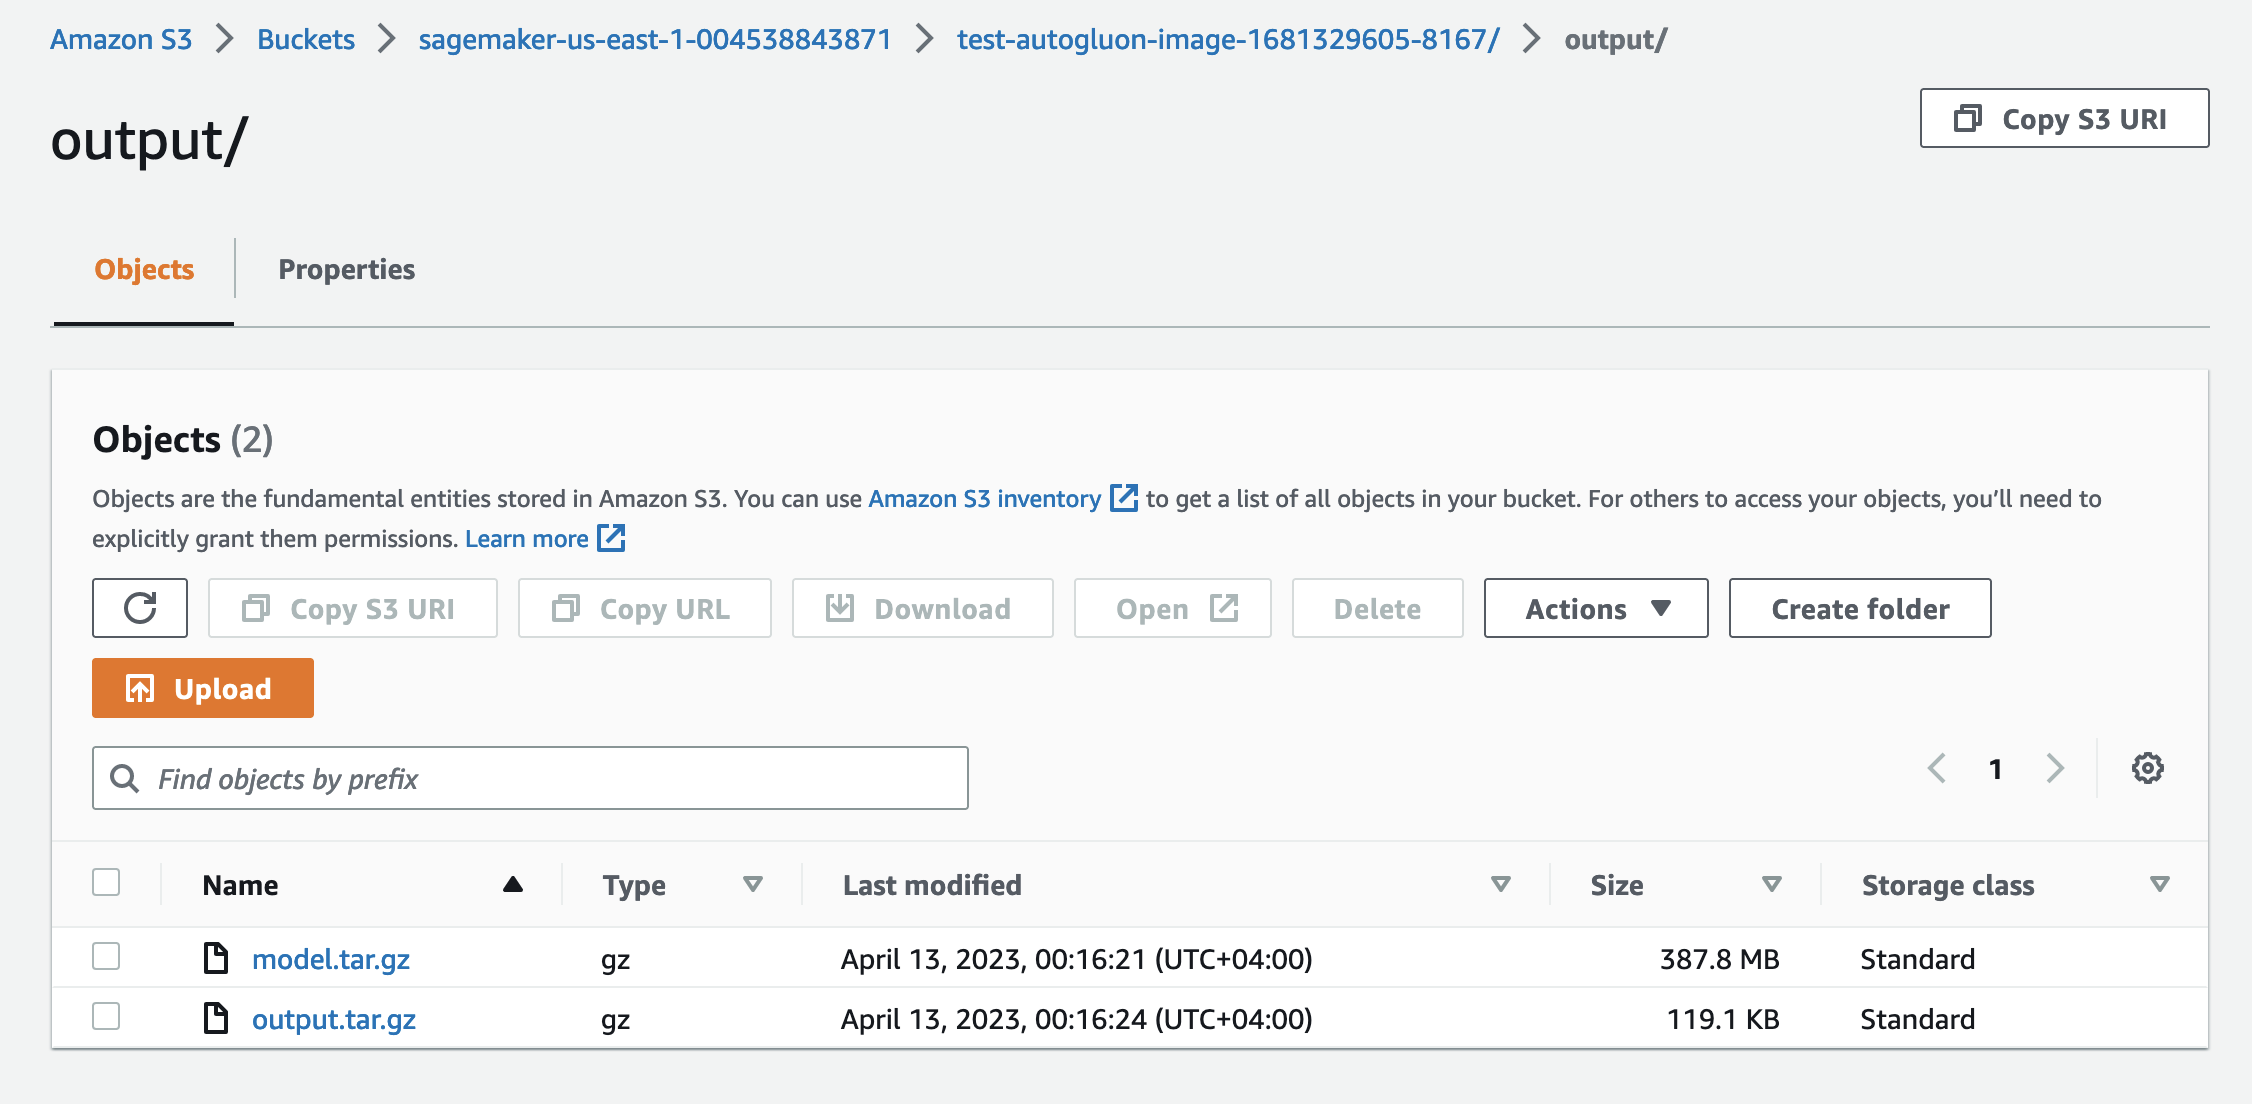 Amazon S3 > Buckets > sagemaker-us-east-1-004538843871 > test-autogluon-image-1681329605-8167/ > output/
output/
Copy S3 URI
Objects Properties
Objects (2)
Objects are the fundamental entities stored in Amazon S3. You can use Amazon S3 inventory to get a list of all objects in your bucket. For others to access your objects, you’ll need to
explicitly grant them permissions. Learn more
Copy S3 URI Copy URL Download Open Delete Actions Create folder
Upload
Find objects by prefix
1
Name Type Last modified Size Storage class
model.tar.gz gz April 13, 2023, 00:16:21 (UTC+04:00) 387.8 MB Standard
output.tar.gz gz April 13, 2023, 00:16:24 (UTC+04:00) 119.1 KB Standard